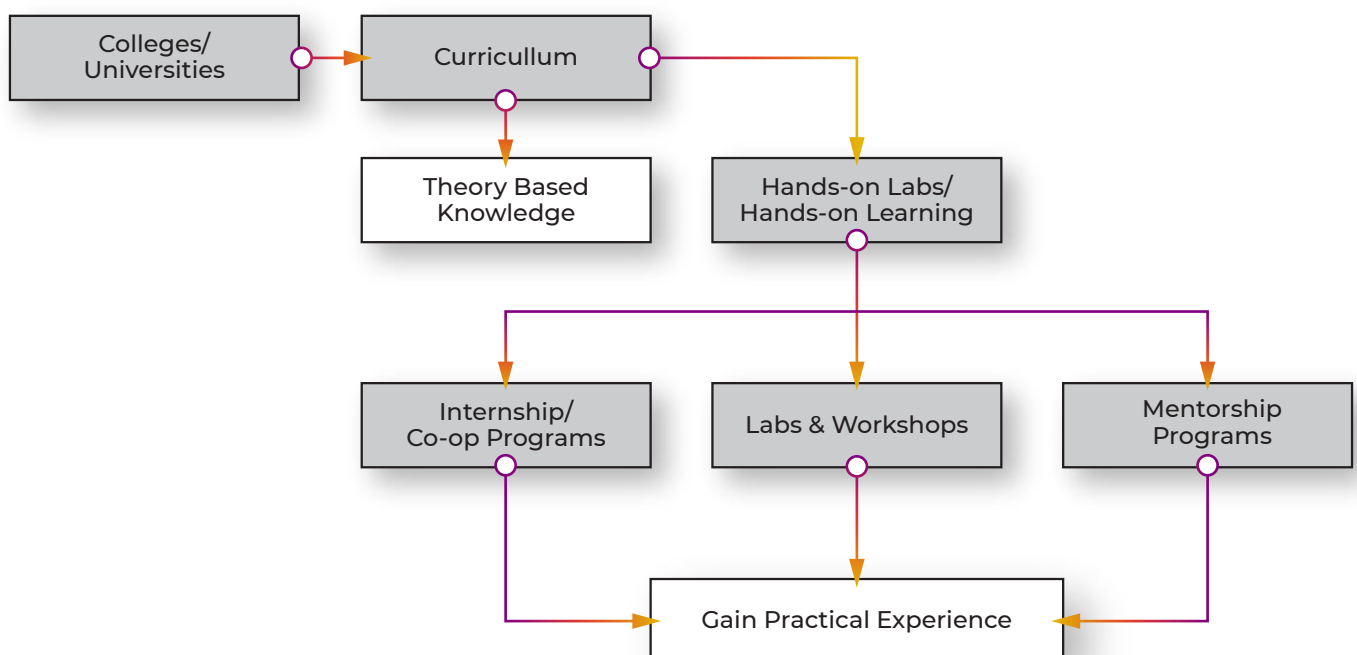 Colleges/
Universities
Curricullum
Theory Based
Knowledge
Hands-on Labs/
Hands-on Learning
Internship/
Co-op Programs
Labs & Workshops
Mentorship
Programs
Gain Practical Experience